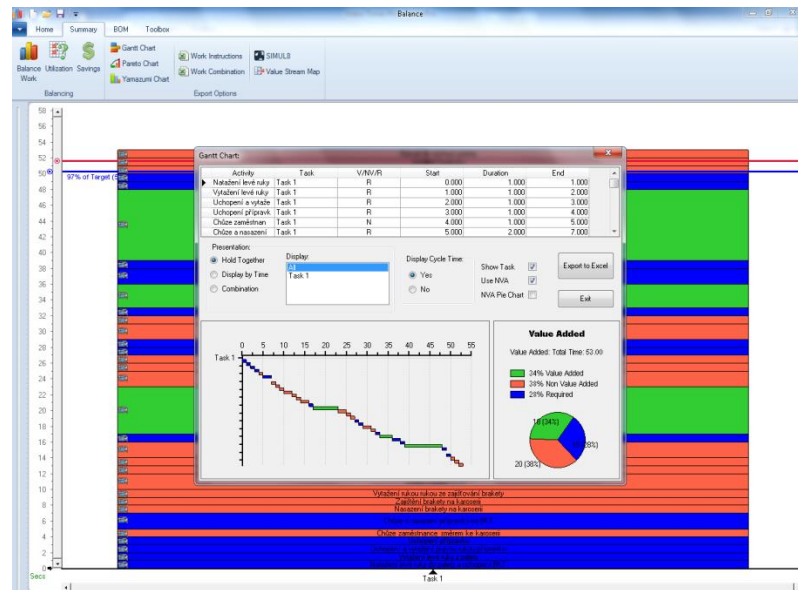 Balance
Home Summary BOM Toolbox
Gantt Chart
Pareto Chart
Yamazumi Chart
Work Instructions
Work Combination
SIMUL8
Value Stream Map
Balance Work
Utilization
Savings
Balancing
Export Options
58
56
54
52
50
48
46
44
42
40
38
36
34
32
30
28
26
24
22
20
18
16
14
12
10
8
6
4
2
0
Secs
97% of Target
Gantt Chart:
Activity Task V/NV/R Start Duration End
Natažení levé ruky Task 1 R 0.000 1.000 1.000
Vytažení levé ruky Task 1 R 1.000 1.000 2.000
Uchopení a vytaže Task 1 R 2.000 1.000 3.000
Uchopení přípravk Task 1 R 3.000 1.000 4.000
Chůze zaměstnan Task 1 N 4.000 1.000 5.000
Chůze a nasazení Task 1 R 5.000 2.000 7.000
Presentation:
Hold Together
Display by Time
Combination
Display:
All
Task 1
Display Cycle Time:
Yes
No
Show Task
Use NVA
NVA Pie Chart
Export to Excel
Exit
0 5 10 15 20 25 30 35 40 45 50 55
Task 1
Value Added
Value Added: Total Time: 53.00
34% Value Added
38% Non Value Added
28% Required
18 (34%)
(28%)
20 (38%)
Vytažení rukou rukou ze zajišťování brakety
Zajištění brakety na karoserii
Nasazení brakety na karoserii
Chůze zaměstnance směrem ke karoserii
Task 1